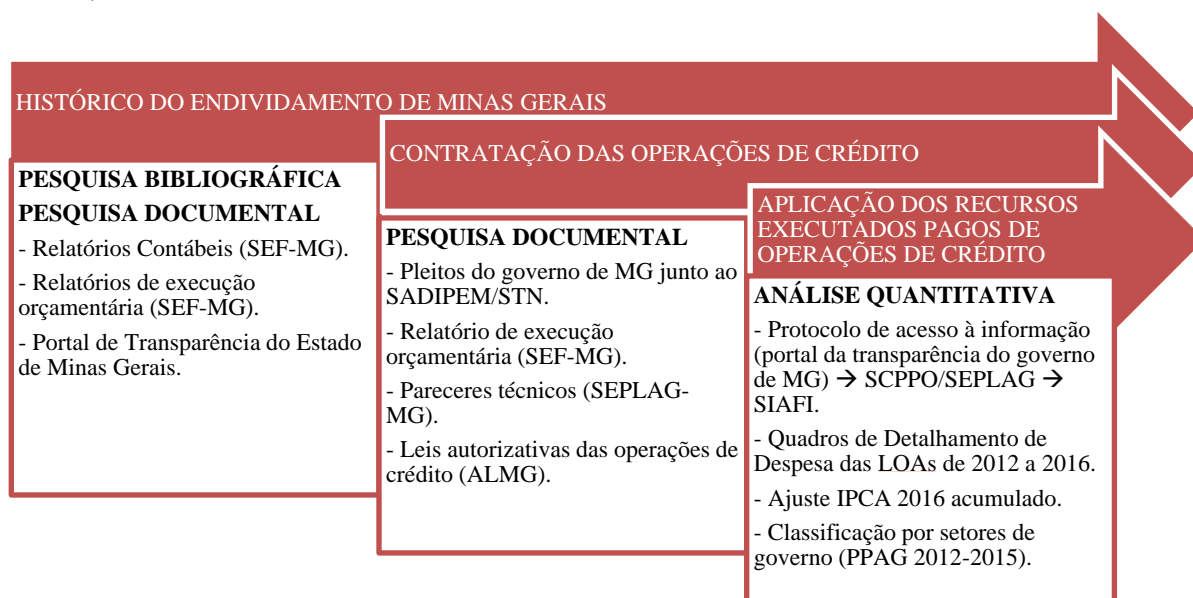 HISTÓRICO DO ENDIVIDAMENTO DE MINAS GERAIS
PESQUISA BIBLIOGRÁFICA
PESQUISA DOCUMENTAL
- Relatórios Contábeis (SEF-MG).
- Relatórios de execução
orçamentária (SEF-MG).
- Portal de Transparência do Estado
de Minas Gerais.
CONTRATAÇÃO DAS OPERAÇÕES DE CRÉDITO
PESQUISA DOCUMENTAL
- Pleitos do governo de MG junto ao
SADIPEM/STN.
- Relatório de execução
orçamentária (SEF-MG).
- Pareceres técnicos (SEPLAG-
MG).
- Leis autorizativas das operações de
crédito (ALMG).
APLICAÇÃO DOS RECURSOS
EXECUTADOS PAGOS DE
OPERAÇÕES DE CRÉDITO
ANÁLISE QUANTITATIVA
- Protocolo de acesso à informação
(portal da transparência do governo
de MG) → SCPPO/SEPLAG →
SIAFI.
- Quadros de Detalhamento de
Despesa das LOAs de 2012 a 2016.
- Ajuste IPCA 2016 acumulado.
- Classificação por setores de
governo (PPAG 2012-2015).